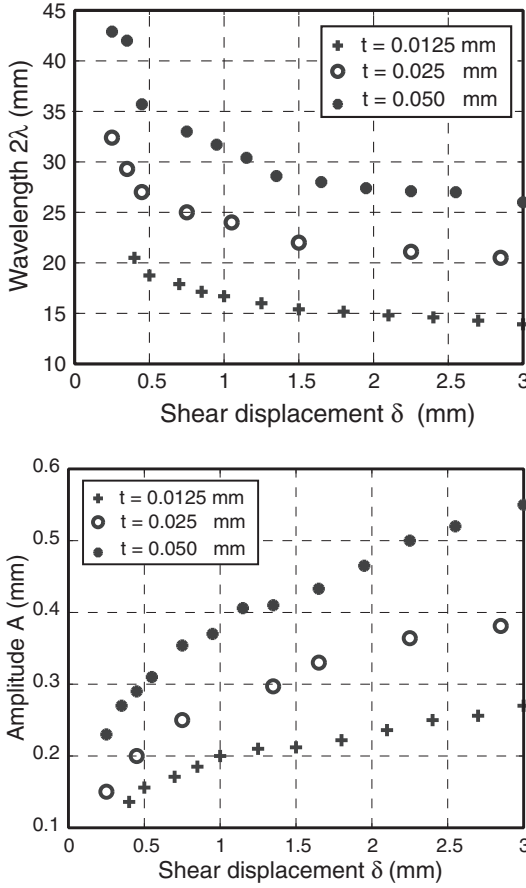 45
40
35
30
25
20
15
10
Wavelength 2λ (mm)
t = 0.0125 mm
t = 0.025 mm
t = 0.050 mm
0 0.5 1 1.5 2 2.5 3
Shear displacement δ (mm)
0.6
0.5
0.4
0.3
0.2
0.1
Amplitude A (mm)
t = 0.0125 mm
t = 0.025 mm
t = 0.050 mm
0 0.5 1 1.5 2 2.5 3
Shear displacement δ (mm)